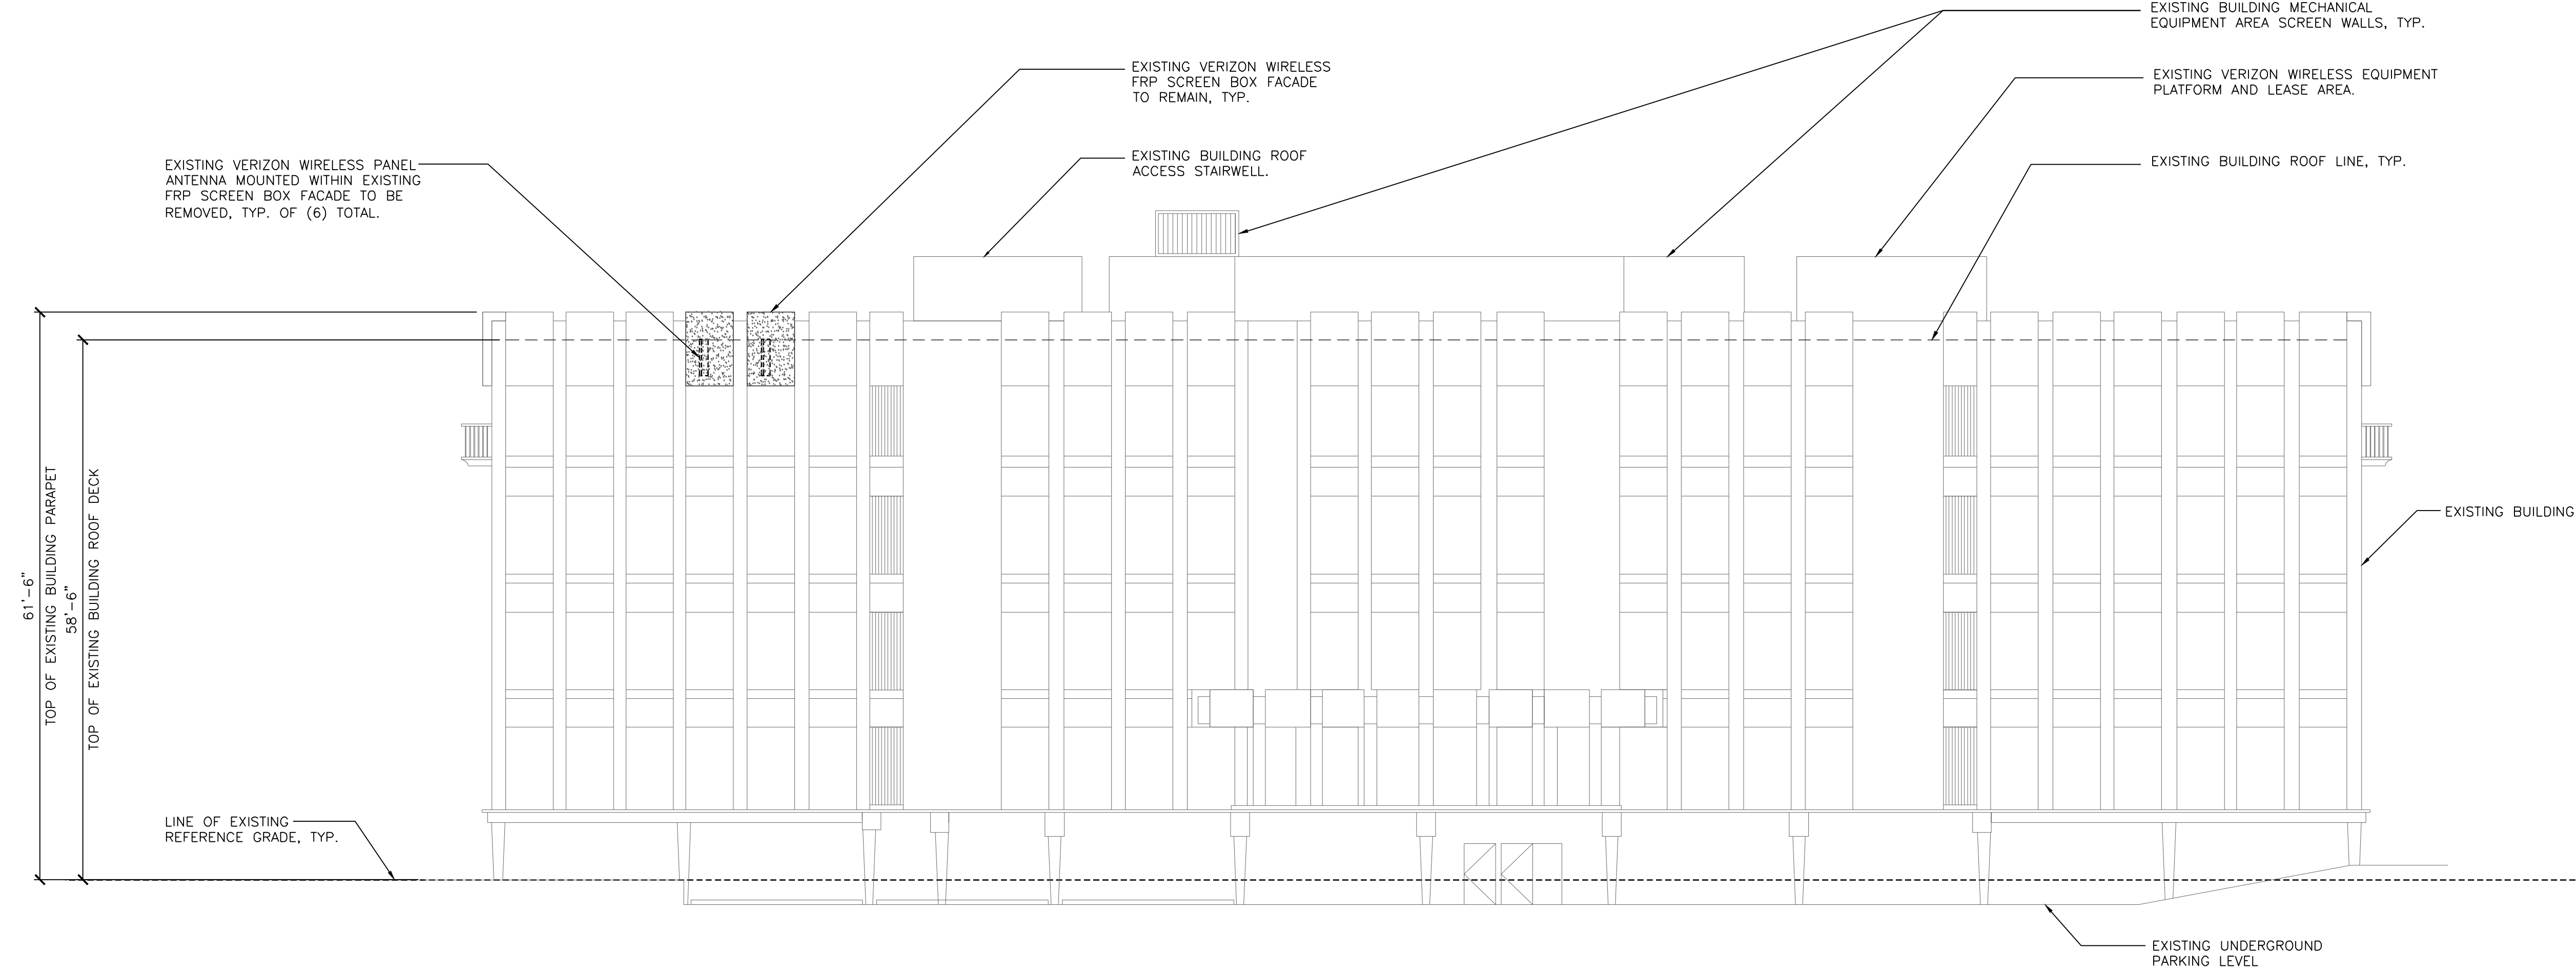 EXISTING BUILDING MECHANICAL
EQUIPMENT AREA SCREEN WALLS, TYP.
EXISTING VERIZON WIRELESS
FRP SCREEN BOX FACADE
TO REMAIN, TYP.
EXISTING VERIZON WIRELESS EQUIPMENT
PLATFORM AND LEASE AREA.
EXISTING BUILDING ROOF
ACCESS STAIRWELL.
EXISTING BUILDING ROOF LINE, TYP.
EXISTING VERIZON WIRELESS PANEL
ANTENNA MOUNTED WITHIN EXISTING
FRP SCREEN BOX FACADE TO BE
REMOVED, TYP. OF (6) TOTAL.
61'-6"
TOP OF EXISTING BUILDING PARAPET
58'-6"
TOP OF EXISTING BUILDING ROOF DECK
EXISTING BUILDING
LINE OF EXISTING
REFERENCE GRADE, TYP.
EXISTING UNDERGROUND
PARKING LEVEL